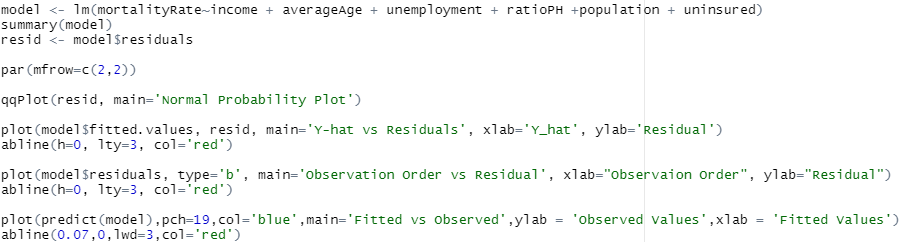 model <- lm(mortalityRate~income + averageAge + unemployment + ratioPH +population + uninsured)
summary(model)
resid <- model$residuals
par(mfrow=c(2,2))
qqPlot(resid, main='Normal Probability Plot')
plot(model$fitted.values, resid, main='Y-hat vs Residuals', xlab='Y_hat', ylab='Residual')
abline(h=0, lty=3, col='red')
plot(model$residuals, type='b', main='Observation Order vs Residual', xlab="Observaion Order", ylab="Residual")
abline(h=0, lty=3, col='red')
plot(predict(model),pch=19,col='blue',main='Fitted vs Observed',ylab = 'Observed Values',xlab = 'Fitted Values')
abline(0.07,0,lwd=3,col='red')